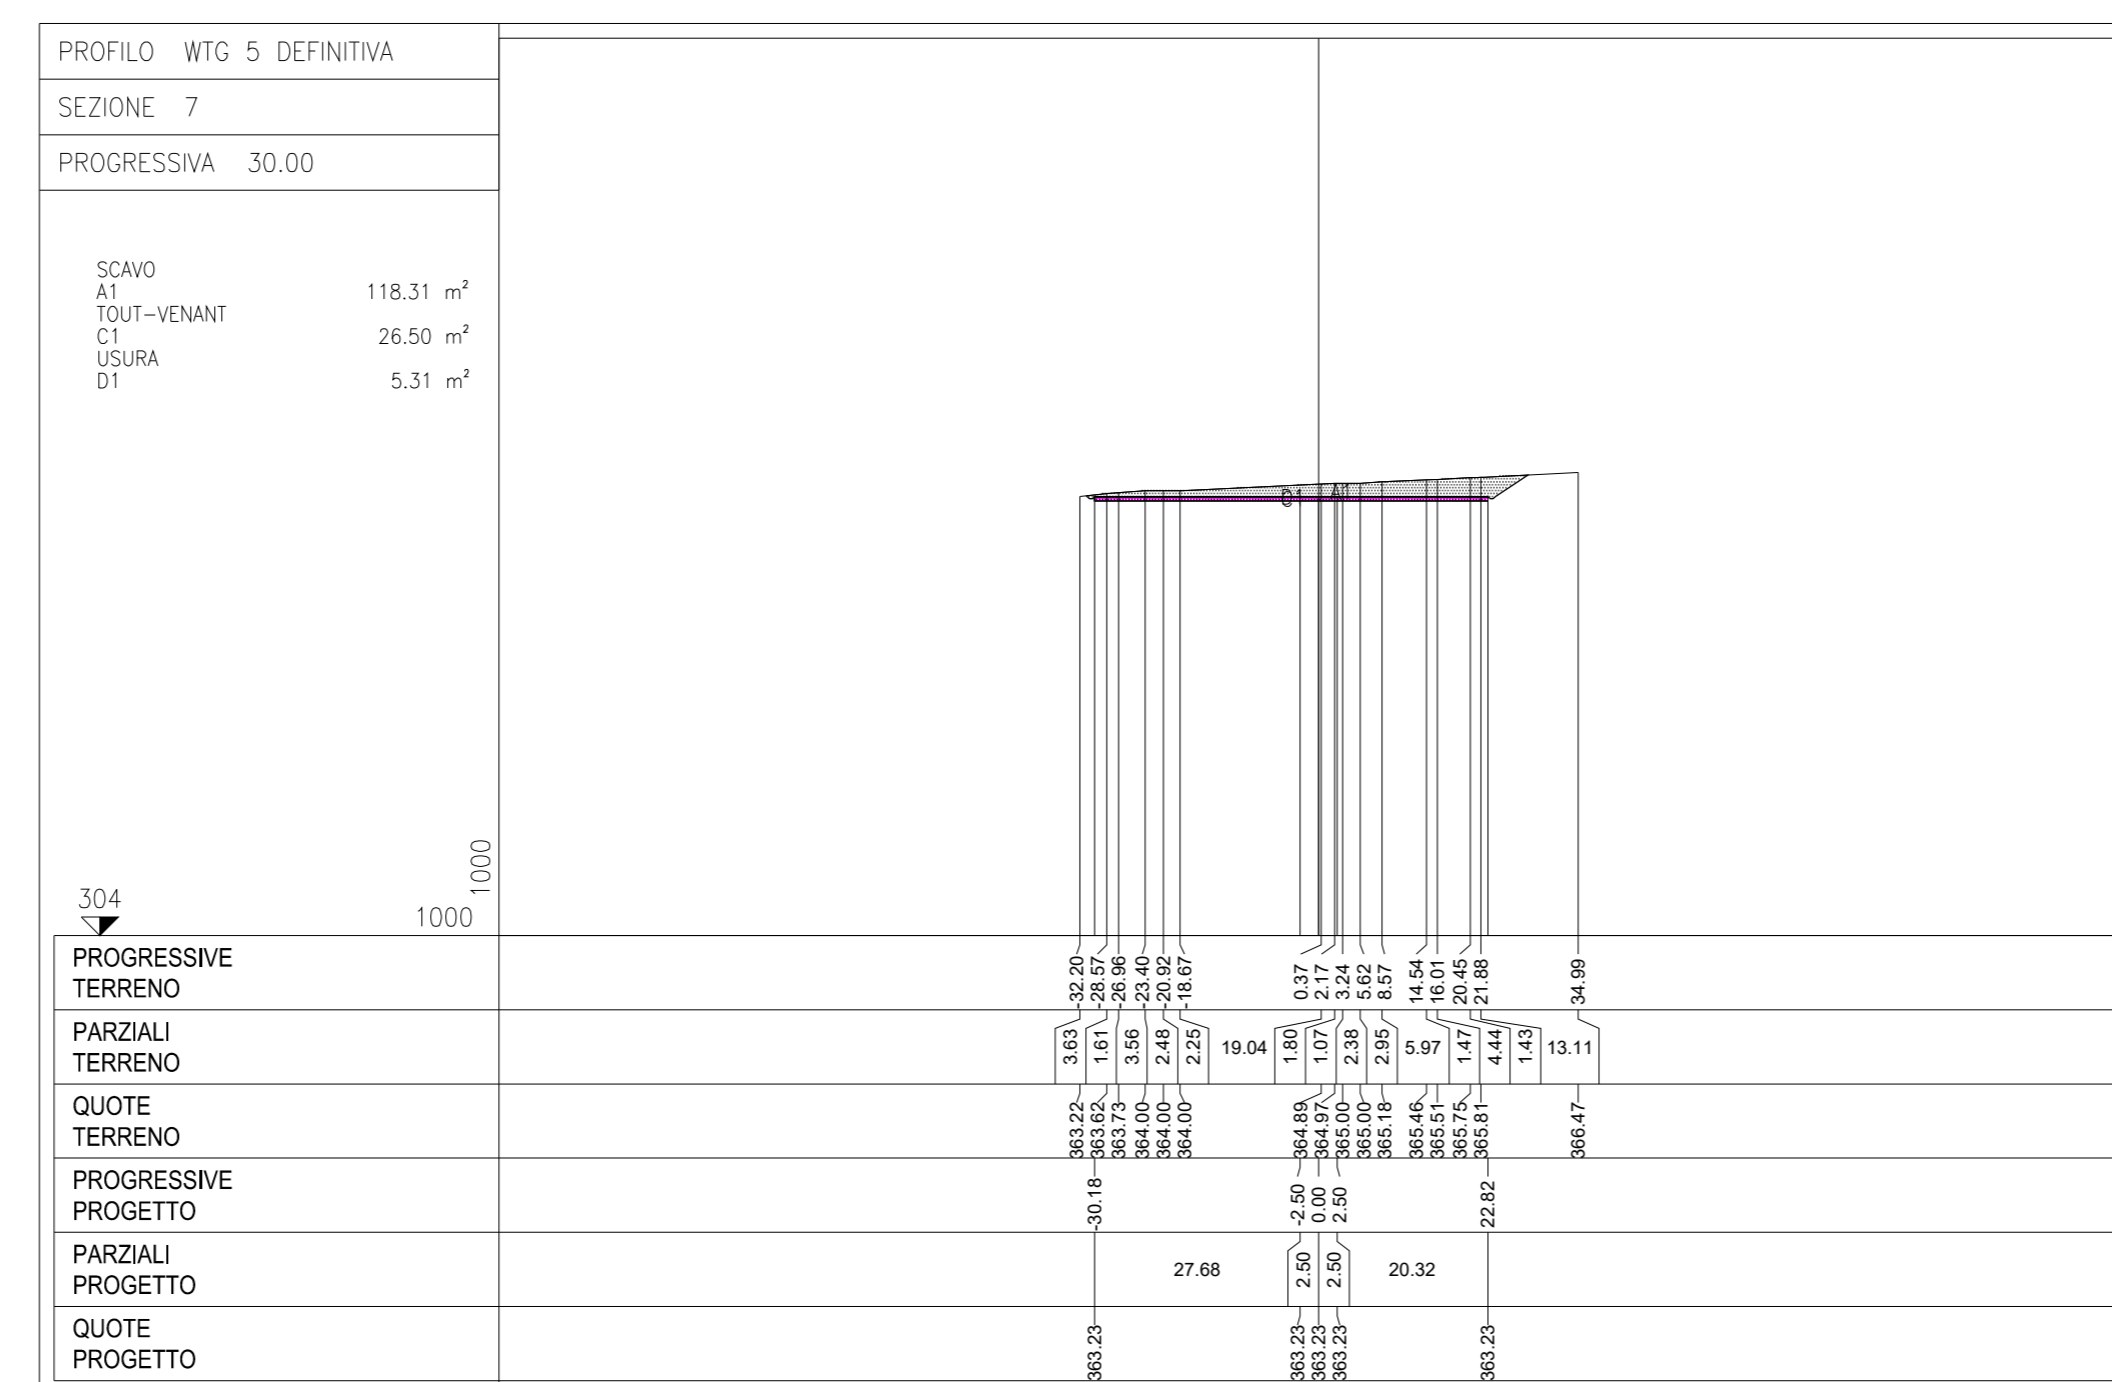 PROFILO WTG 5 DEFINITIVA
SEZIONE 7
PROGRESSIVA 30.00
SCAVO
A1 118.31 m²
TOUT-VENANT
C1 26.50 m²
USURA
D1 5.31 m²
A1
1000
304
1000
PROGRESSIVE
TERRENO
-32.20 -28.57 -26.96 -23.40 -20.92 -18.67 0.37 2.17 3.24 5.62 8.57 14.54 16.01 20.45 21.88 34.99
PARZIALI
TERRENO
3.63 1.61 3.56 2.48 2.25 19.04 1.80 1.07 2.38 2.95 5.97 1.47 4.44 1.43 13.11
QUOTE
TERRENO
363.22 363.62 363.73 364.00 364.00 364.00 364.89 364.97 365.00 365.00 365.18 365.46 365.51 365.75 365.81 366.47
PROGRESSIVE
PROGETTO
-30.18 -2.50 0.00 2.50 22.82
PARZIALI
PROGETTO
27.68 2.50 2.50 20.32
QUOTE
PROGETTO
363.23 363.23 363.23 363.23 363.23